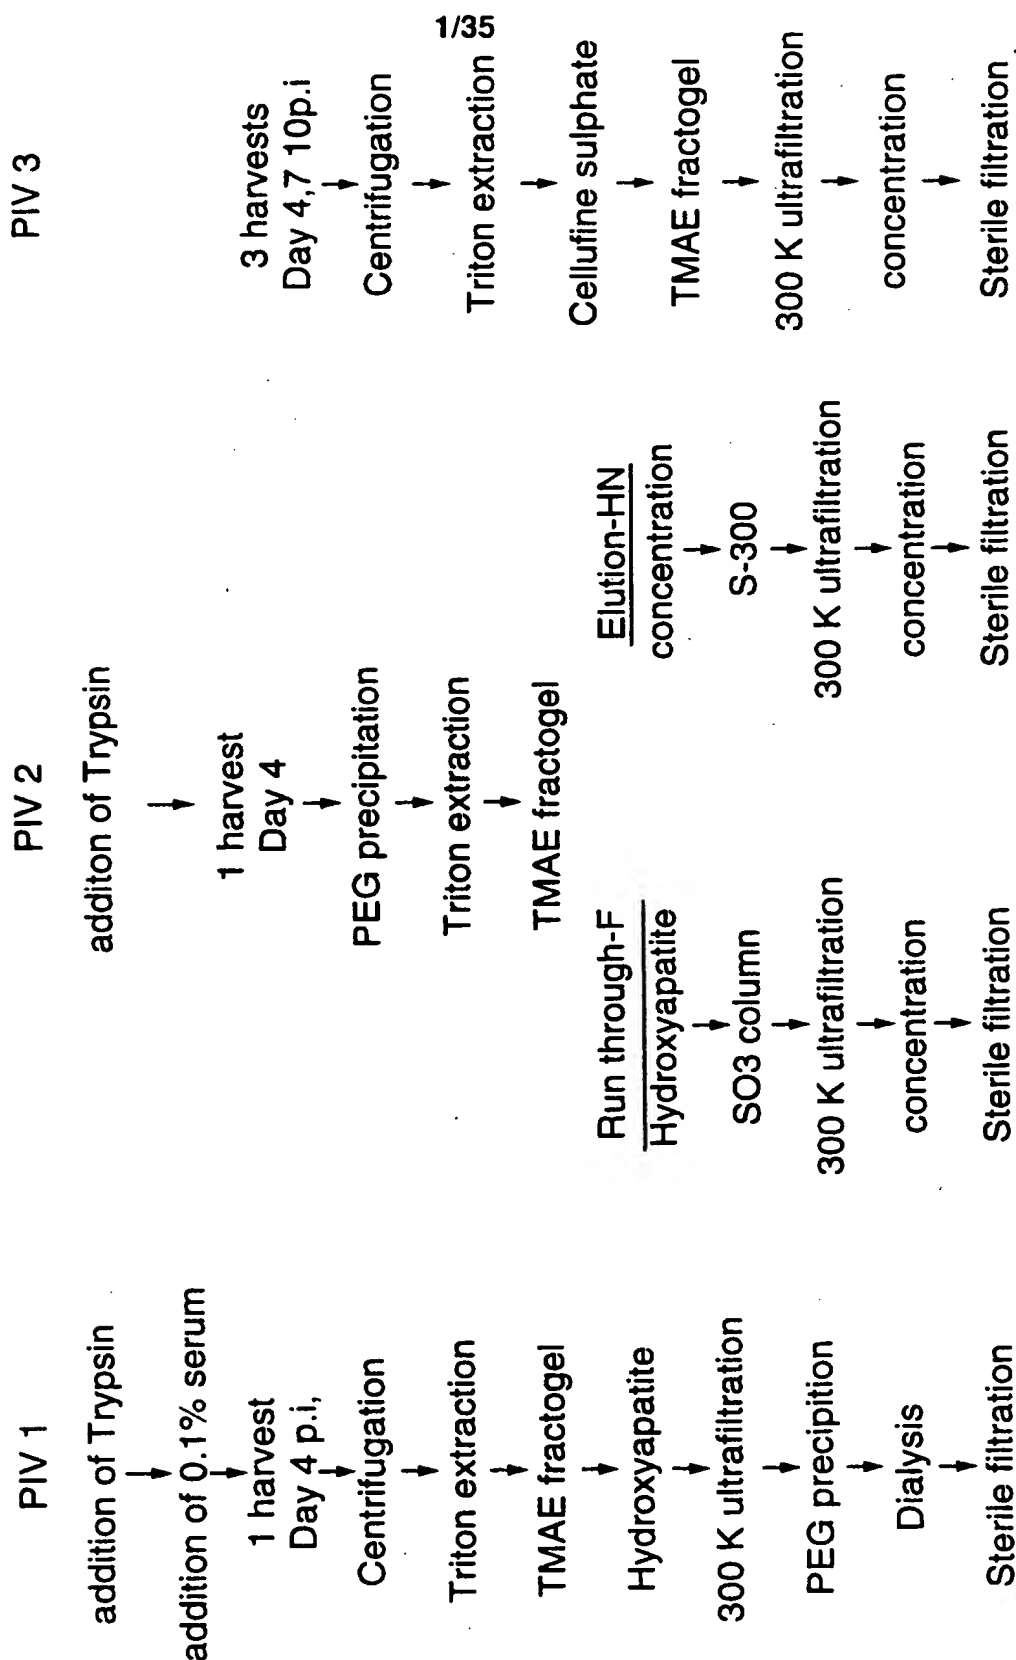 1/35
PIV 1
addition of Trypsin
addition of 0.1% serum
1 harvest
Day 4 p.i,
Centrifugation
Triton extraction
TMAE fractogel
Hydroxyapatite
300 K ultrafiltration
PEG precipition
Dialysis
Sterile filtration
PIV 2
additon of Trypsin
1 harvest
Day 4
PEG precipitation
Triton extraction
TMAE fractogel
Run through-F
Hydroxyapatite
SO3 column
300 K ultrafiltration
concentration
Sterile filtration
Elution-HN
concentration
S-300
300 K ultrafiltration
concentration
Sterile filtration
PIV 3
3 harvests
Day 4,7 10p.i
Centrifugation
Triton extraction
Cellufine sulphate
TMAE fractogel
300 K ultrafiltration
concentration
Sterile filtration